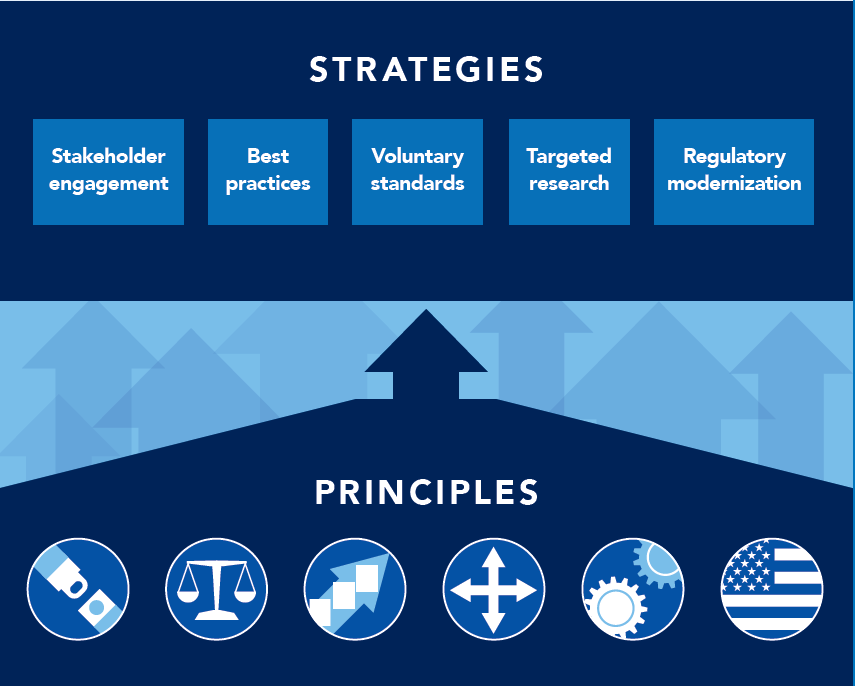 STRATEGIES
Stakeholder
engagement
Best
practices
Voluntary
standards
Targeted
research
Regulatory
modernization
PRINCIPLES